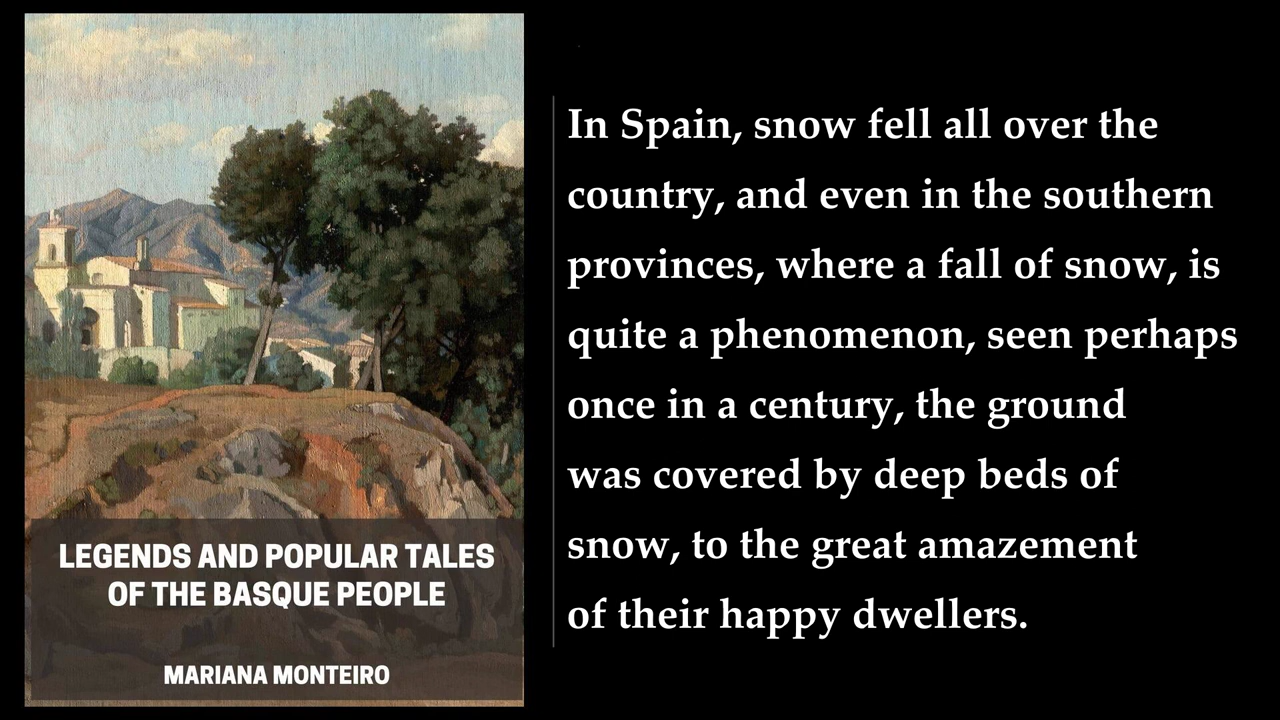 LEGENDS AND POPULAR TALES
OF THE BASQUE PEOPLE
MARIANA MONTEIRO
In Spain, snow fell all over the
country, and even in the southern
provinces, where a fall of snow, is
quite a phenomenon, seen perhaps
once in a century, the ground
was covered by deep beds of
snow, to the great amazement
of their happy dwellers.